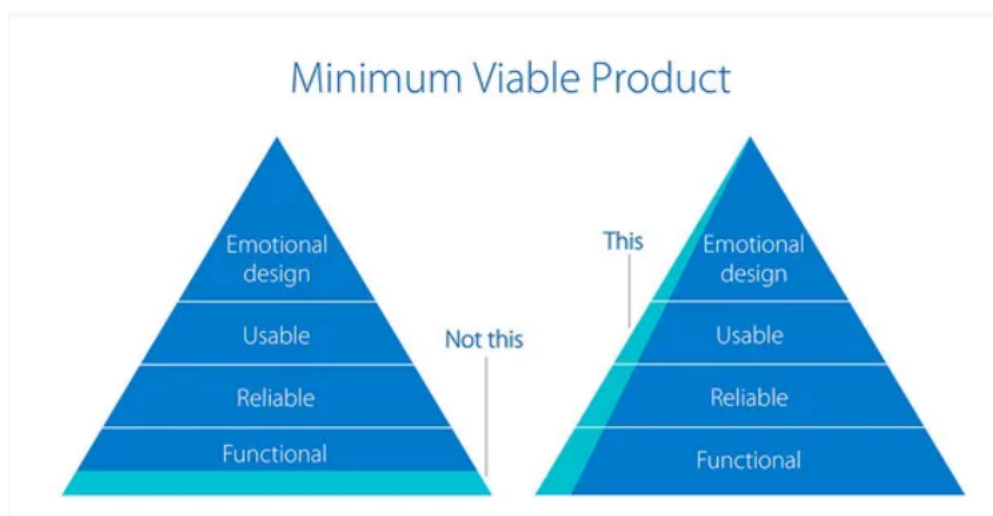 Minimum Viable Product
Emotional
design
Usable
Reliable
Functional
Not this
This
Emotional
design
Usable
Reliable
Functional